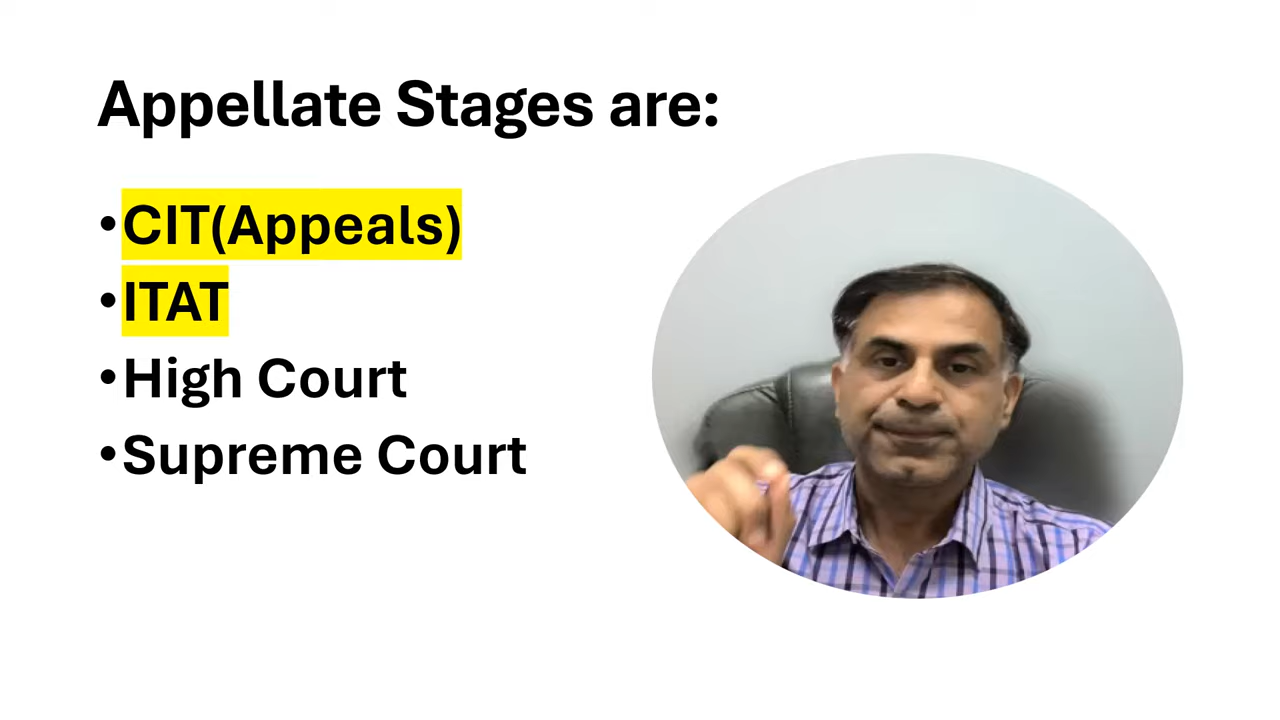 Appellate Stages are:
•CIT(Appeals)
•ITAT
•High Court
•Supreme Court